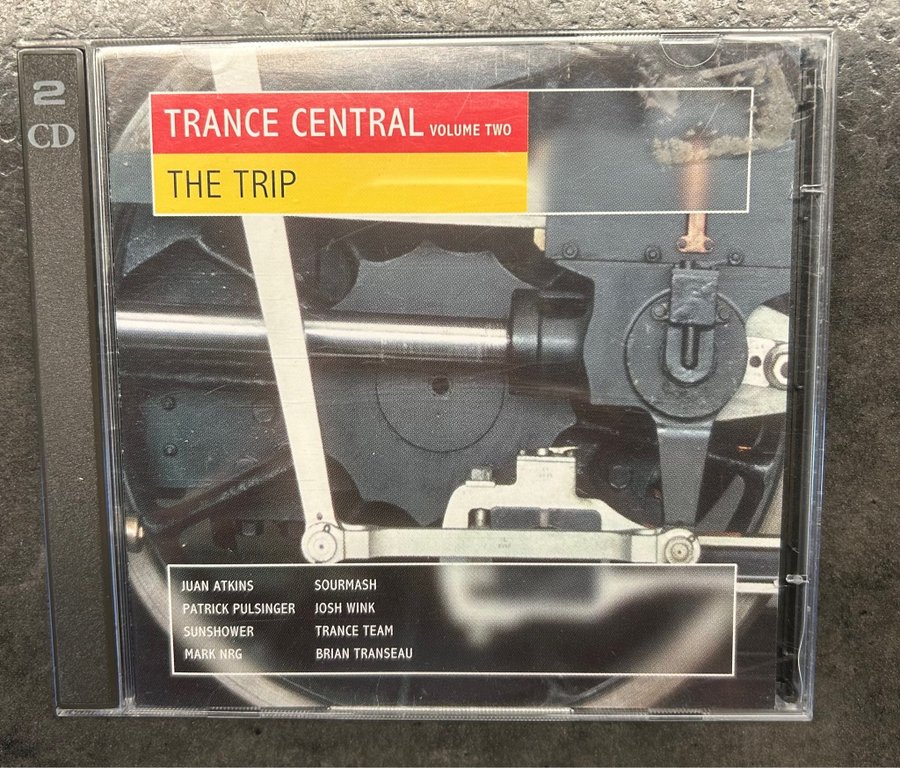 2
CD
TRANCE CENTRAL VOLUME TWO
THE TRIP
JUAN ATKINS
PATRICK PULSINGER
SUNSHOWER
MARK NRG
SOURMASH
JOSH WINK
TRANCE TEAM
BRIAN TRANSEAU